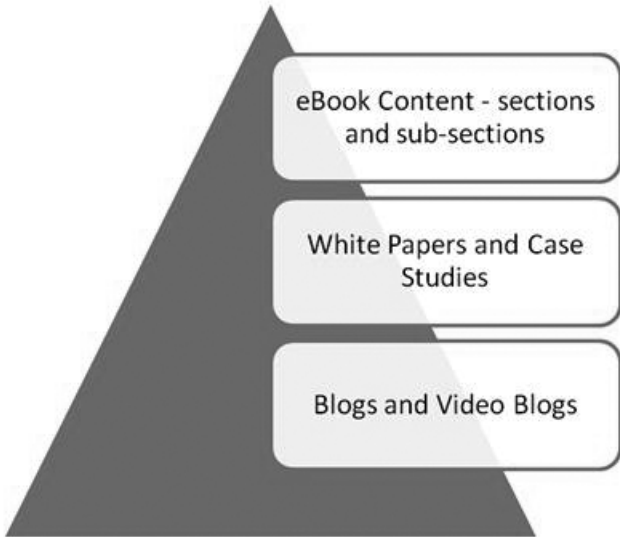 eBook Content - sections
and sub-sections
White Papers and Case
Studies
Blogs and Video Blogs